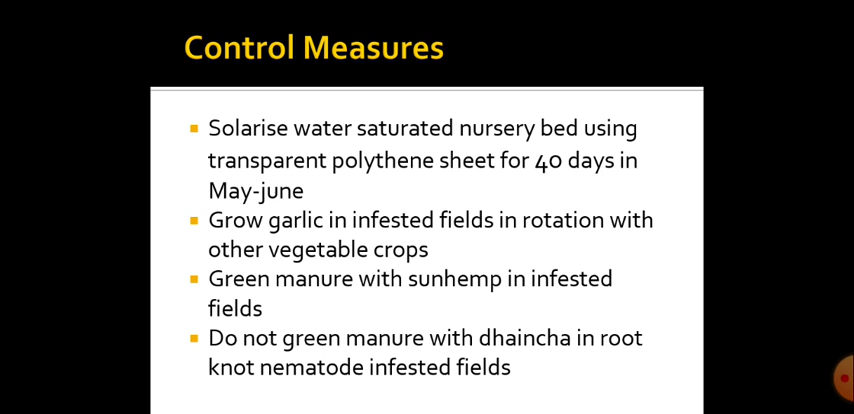 Control Measures
Solarise water saturated nursery bed using
transparent polythene sheet for 40 days in
May-june
Grow garlic in infested fields in rotation with
other vegetable crops
Green manure with sunhemp in infested
fields
Do not green manure with dhaincha in root
knot nematode infested fields